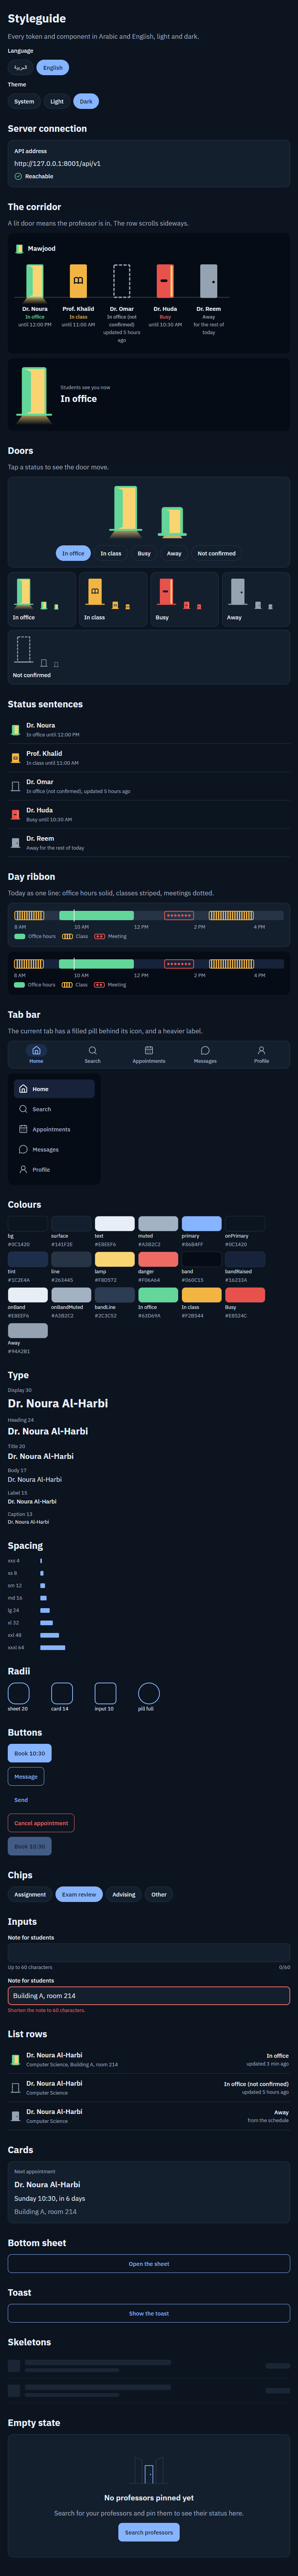 Styleguide
Every token and component in Arabic and English, light and dark.
Language
العربية
English
Theme
System
Light
Dark
Server connection
API address
http://127.0.0.1:8001/api/v1
Reachable
The corridor
A lit door means the professor is in. The row scrolls sideways.
Mawjood
Dr. Noura
In office
until 12:00 PM
Prof. Khalid
In class
until 11:00 AM
Dr. Omar
In office (not
confirmed)
updated 5 hours
ago
Dr. Huda
Busy
until 10:30 AM
Dr. Reem
Away
for the rest of
today
Students see you now
In office
Doors
Tap a status to see the door move.
In office
In class
Busy
Away
Not confirmed
In office
In class
Busy
Away
Not confirmed
Status sentences
Dr. Noura
In office until 12:00 PM
Prof. Khalid
In class until 11:00 AM
Dr. Omar
In office (not confirmed), updated 5 hours ago
Dr. Huda
Busy until 10:30 AM
Dr. Reem
Away for the rest of today
Day ribbon
Today as one line: office hours solid, classes striped, meetings dotted.
8 AM
10 AM
12 PM
2 PM
4 PM
Office hours
Class
Meeting
8 AM
10 AM
12 PM
2 PM
4 PM
Office hours
Class
Meeting
Tab bar
The current tab has a filled pill behind its icon, and a heavier label.
Home
Search
Appointments
Messages
Profile
Home
Search
Appointments
Messages
Profile
Colours
bg
#0C1420
surface
#141F2E
text
#E8EEF6
muted
#A3B2C2
primary
#86B4FF
onPrimary
#0C1420
tint
#1C2E4A
line
#263445
lamp
#F8D572
danger
#F06A64
band
#060C15
bandRaised
#16233A
onBand
#E8EEF6
onBandMuted
#A3B2C2
bandLine
#2C3C52
In office
#63D69A
In class
#F2B544
Busy
#E8524C
Away
#94A2B1
Type
Display 30
Dr. Noura Al-Harbi
Heading 24
Dr. Noura Al-Harbi
Title 20
Dr. Noura Al-Harbi
Body 17
Dr. Noura Al-Harbi
Label 15
Dr. Noura Al-Harbi
Caption 13
Dr. Noura Al-Harbi
Spacing
xxs 4
xs 8
sm 12
md 16
lg 24
xl 32
xxl 48
xxxl 64
Radii
sheet 20
card 14
input 10
pill full
Buttons
Book 10:30
Message
Send
Cancel appointment
Book 10:30
Chips
Assignment
Exam review
Advising
Other
Inputs
Note for students
Up to 60 characters
0/60
Note for students
Building A, room 214
Shorten the note to 60 characters.
List rows
Dr. Noura Al-Harbi
Computer Science, Building A, room 214
In office
updated 3 min ago
Dr. Noura Al-Harbi
Computer Science
In office (not confirmed)
updated 5 hours ago
Dr. Noura Al-Harbi
Computer Science
Away
from the schedule
Cards
Next appointment
Dr. Noura Al-Harbi
Sunday 10:30, in 6 days
Building A, room 214
Bottom sheet
Open the sheet
Toast
Show the toast
Skeletons
Empty state
No professors pinned yet
Search for your professors and pin them to see their status here.
Search professors